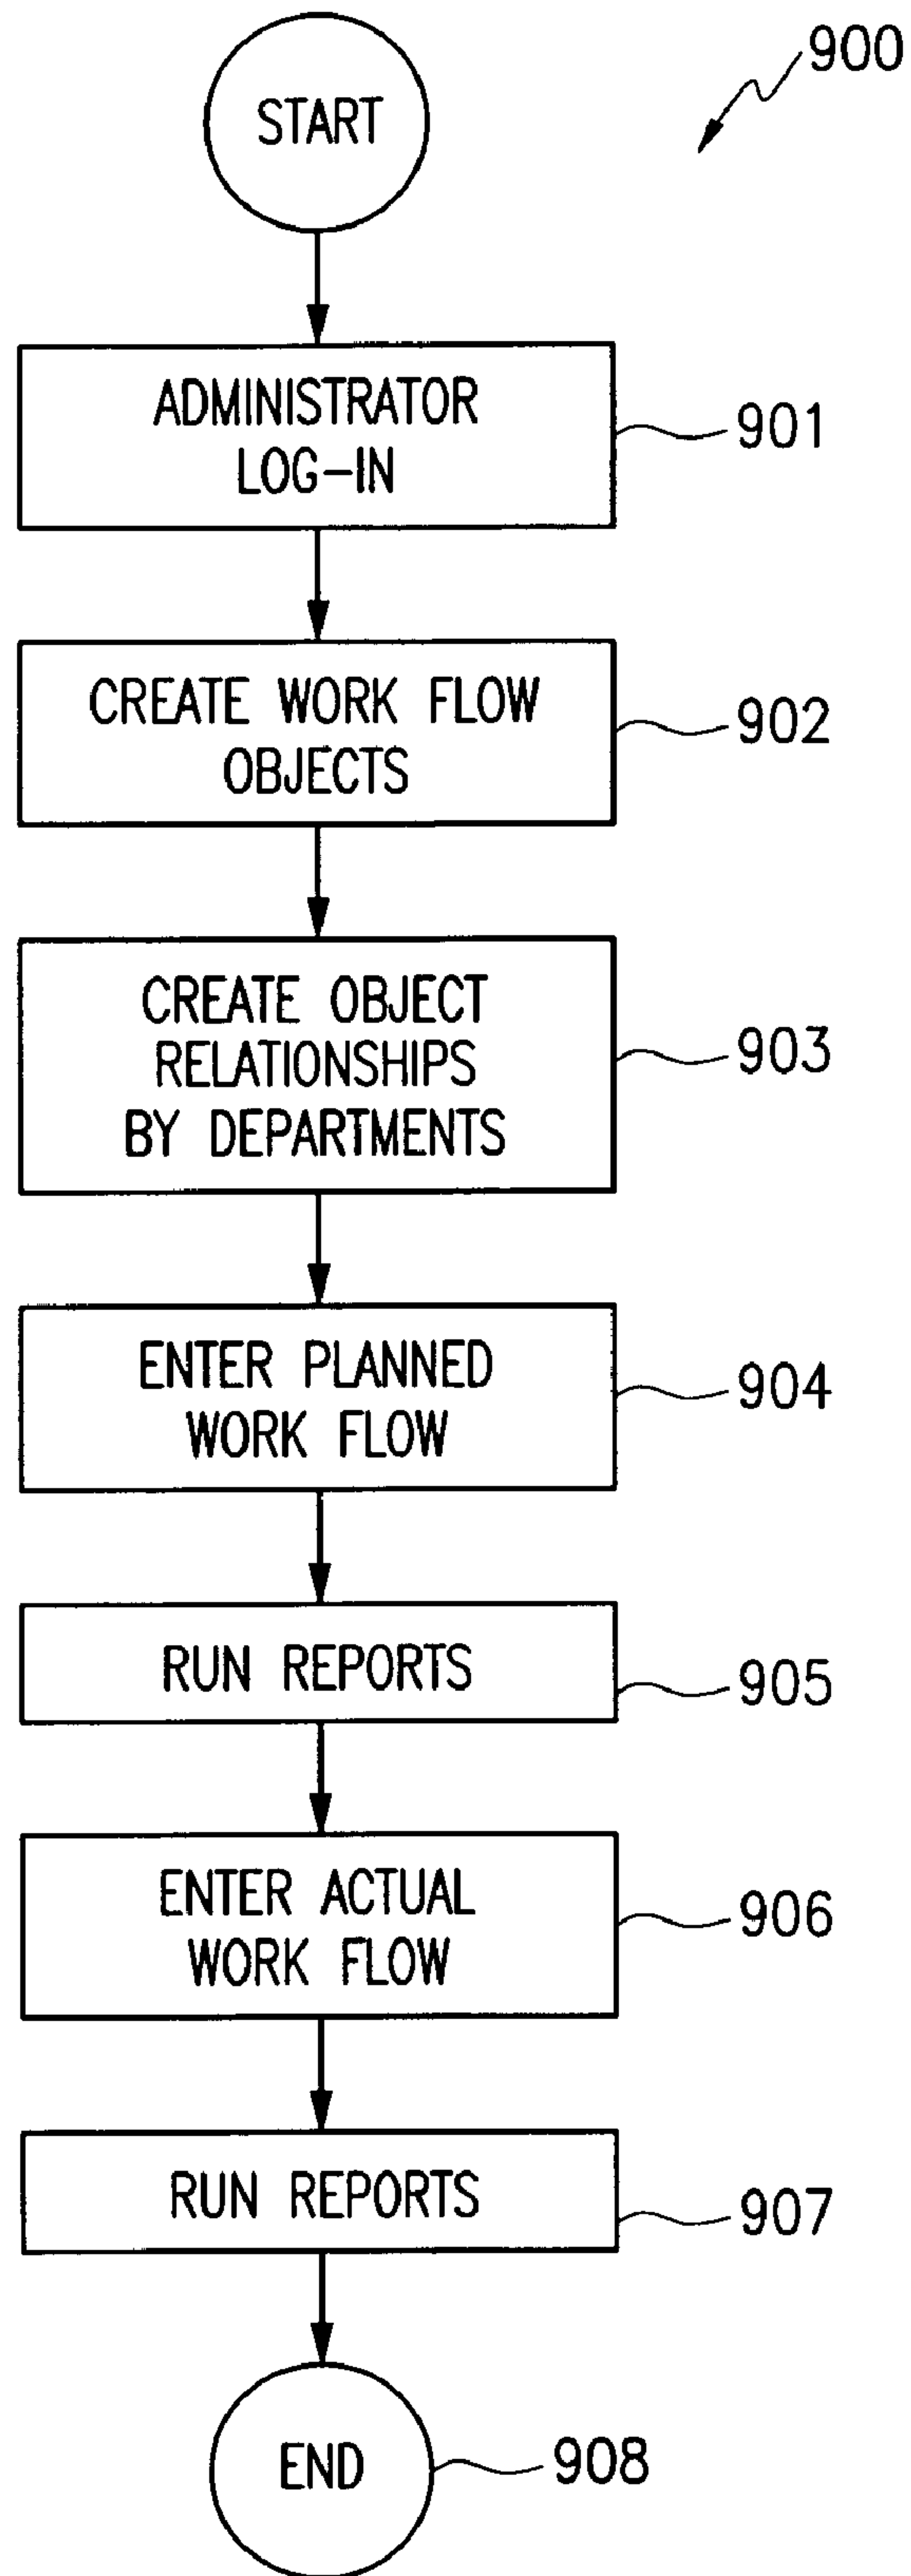 900
START
ADMINISTRATOR
LOG-IN
901
CREATE WORK FLOW
OBJECTS
902
CREATE OBJECT
RELATIONSHIPS
BY DEPARTMENTS
903
ENTER PLANNED
WORK FLOW
904
RUN REPORTS
905
ENTER ACTUAL
WORK FLOW
906
RUN REPORTS
907
END
908